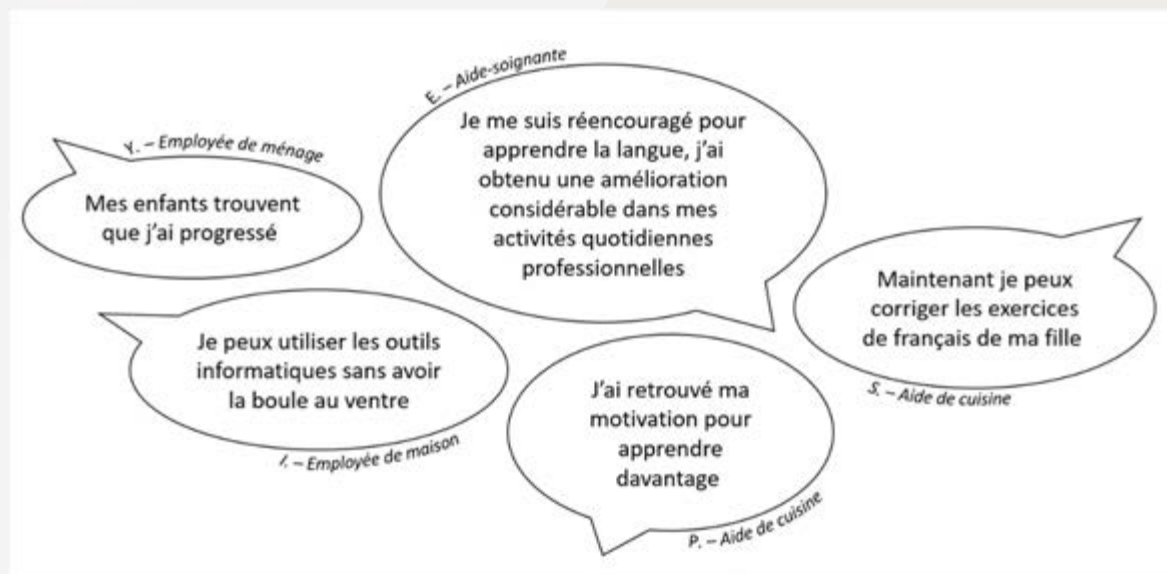 E. – Aide-soignante
Je me suis réencouragé pour
apprendre la langue, j'ai
obtenu une amélioration
considérable dans mes
activités quotidiennes
professionnelles
Y. – Employée de ménage
Mes enfants trouvent
que j'ai progressé
Maintenant je peux
corriger les exercices
de français de ma fille
S. – Aide de cuisine
Je peux utiliser les outils
informatiques sans avoir
la boule au ventre
I. – Employée de maison
J'ai retrouvé ma
motivation pour
apprendre
davantage
P. – Aide de cuisine